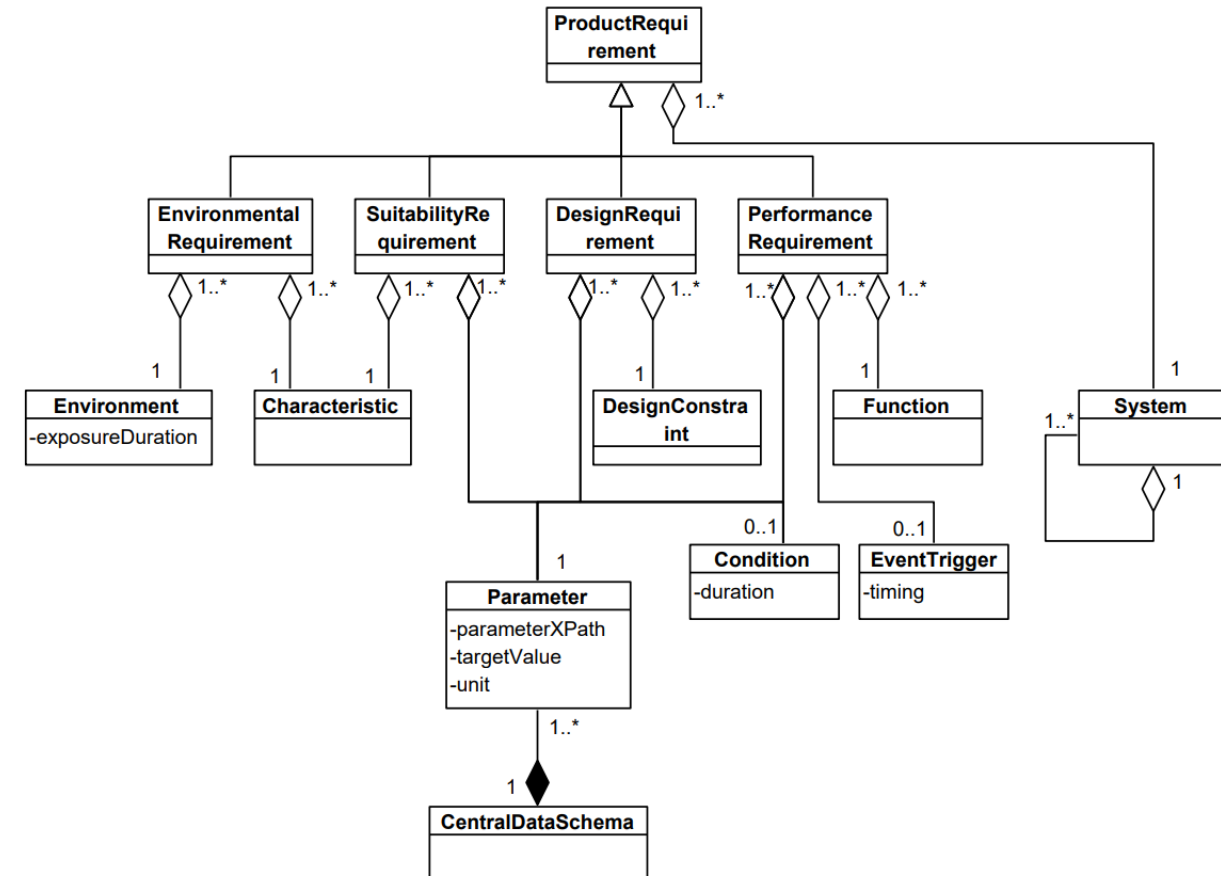 ProductRequi
rement
1..*
Environmental
Requirement
SuitabilityRe
quirement
DesignRequi
rement
Performance
Requirement
1..*
1..*
1..*
1..*
1..*
1..*
1..*
1..*
1..*
1
1
1
1
1
1
Environment
-exposureDuration
Characteristic
DesignConstra
int
Function
System
1..*
1
0..1
0..1
Condition
-duration
EventTrigger
-timing
1
Parameter
-parameterXPath
-targetValue
-unit
1..*
1
CentralDataSchema